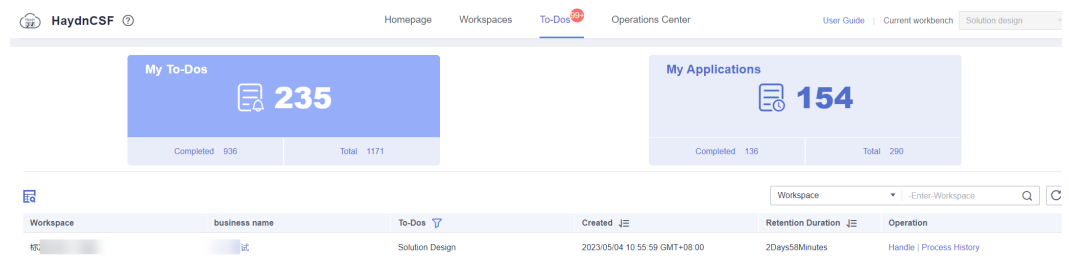 HaydnCSF ?
Homepage Workspaces To-Dos 99+ Operations Center
User Guide | Current workbench Solution design
My To-Dos
235
Completed 936 Total 1171
My Applications
154
Completed 136 Total 290
Workspace -Enter-Workspace
Workspace business name To-Dos Created Retention Duration Operation
试 Solution Design 2023/05/04 10:55:59 GMT+08:00 2Days58Minutes Handle | Process History